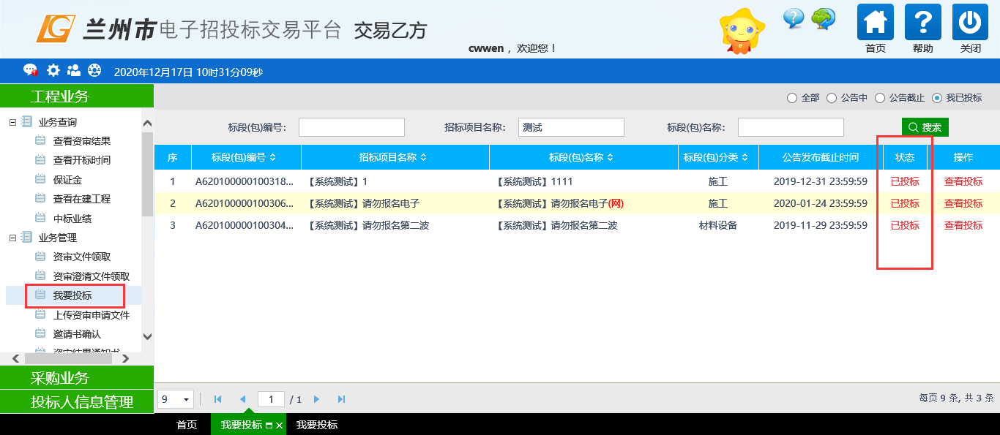 兰州市电子招投标交易平台 交易乙方
cwwen ，欢迎您！
首页 帮助 关闭
2020年12月17日 10时31分09秒
工程业务
业务查询
查看资审结果
查看开标时间
保证金
查看在建工程
中标业绩
业务管理
资审文件领取
资审澄清文件领取
我要投标
上传资审申请文件
邀请书确认
资审结果通知书
采购业务
投标人信息管理
全部 公告中 公告截止 我已投标
标段(包)编号： 招标项目名称： 测试 标段(包)名称： 搜索
序 标段(包)编号 招标项目名称 标段(包)名称 标段(包)分类 公告发布截止时间 状态 操作
1 A620100000100318... 【系统测试】1 【系统测试】1111 施工 2019-12-31 23:59:59 已投标 查看投标
2 A620100000100306... 【系统测试】请勿报名电子 【系统测试】请勿报名电子(网) 施工 2020-01-24 23:59:59 已投标 查看投标
3 A620100000100304... 【系统测试】请勿报名第二波 【系统测试】请勿报名第二波 材料设备 2019-11-29 23:59:59 已投标 查看投标
9 1 / 1 每页 9 条, 共 3 条
首页 我要投标 我要投标